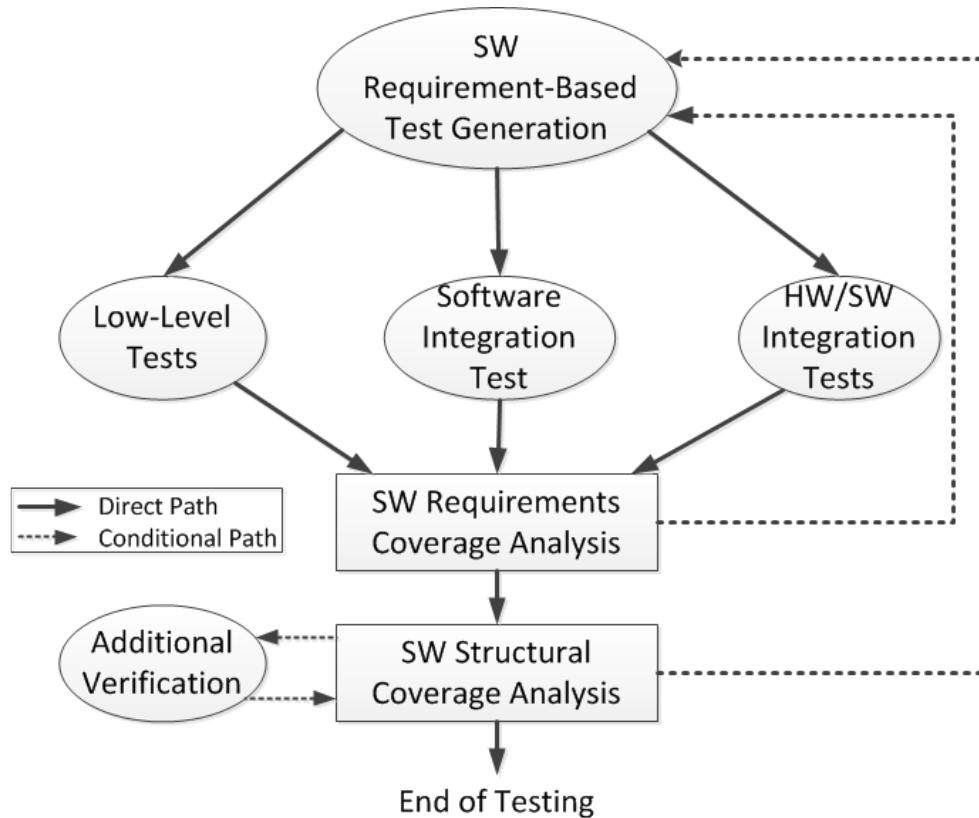 SW
Requirement-Based
Test Generation
Low-Level
Tests
Software
Integration
Test
HW/SW
Integration
Tests
SW Requirements
Coverage Analysis
Direct Path
Conditional Path
Additional
Verification
SW Structural
Coverage Analysis
End of Testing